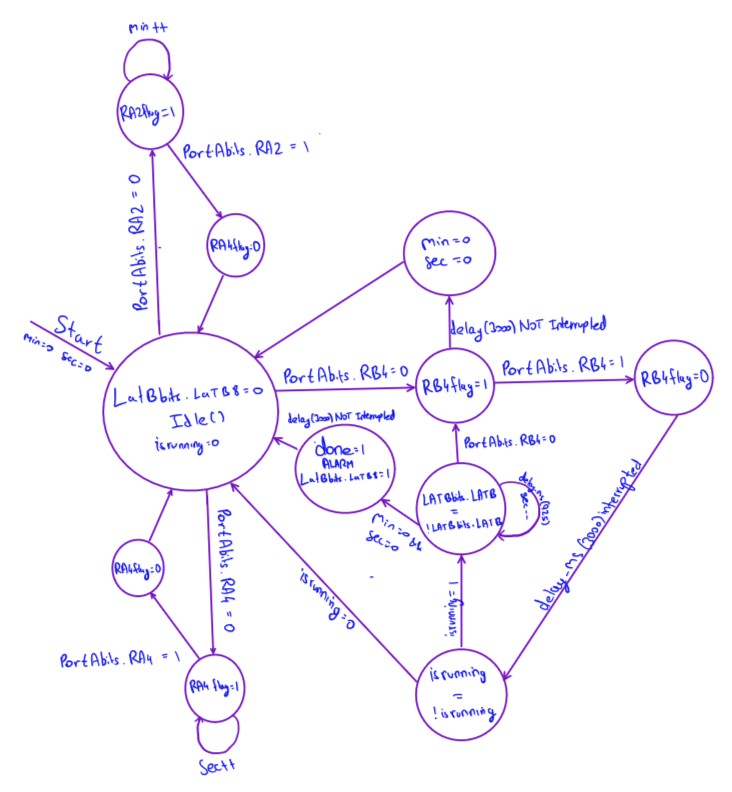 Min++
RA2flag=1
PortAbits.RA2 = 1
PortAbits.RA2 = 0
RA4flag=0
Min=0
Sec=0
Start
Min=0 Sec=0
delay(3000) NOT Interrupted
LatBbits.LATB8=0
Idle()
isrunning=0
PortAbits.RB4=0
RB4flag=1
PortAbits.RB4=1
RB4flag=0
delay(3000) NOT Interrupted
done=1
ALARM
LatBbits.LATB8=1
PortAbits.RB4=0
LATBbits.LATB
=
!LATBbits.LATB
delay_ms(925)
sec--
Min=0 &&
Sec=0
delay_ms(3000) interrupted
RA4flag=0
PortAbits.RA4 = 0
isrunning=0
isrunning=1
PortAbits.RA4 = 1
RA4flag=1
isrunning
=
!isrunning
Sec++